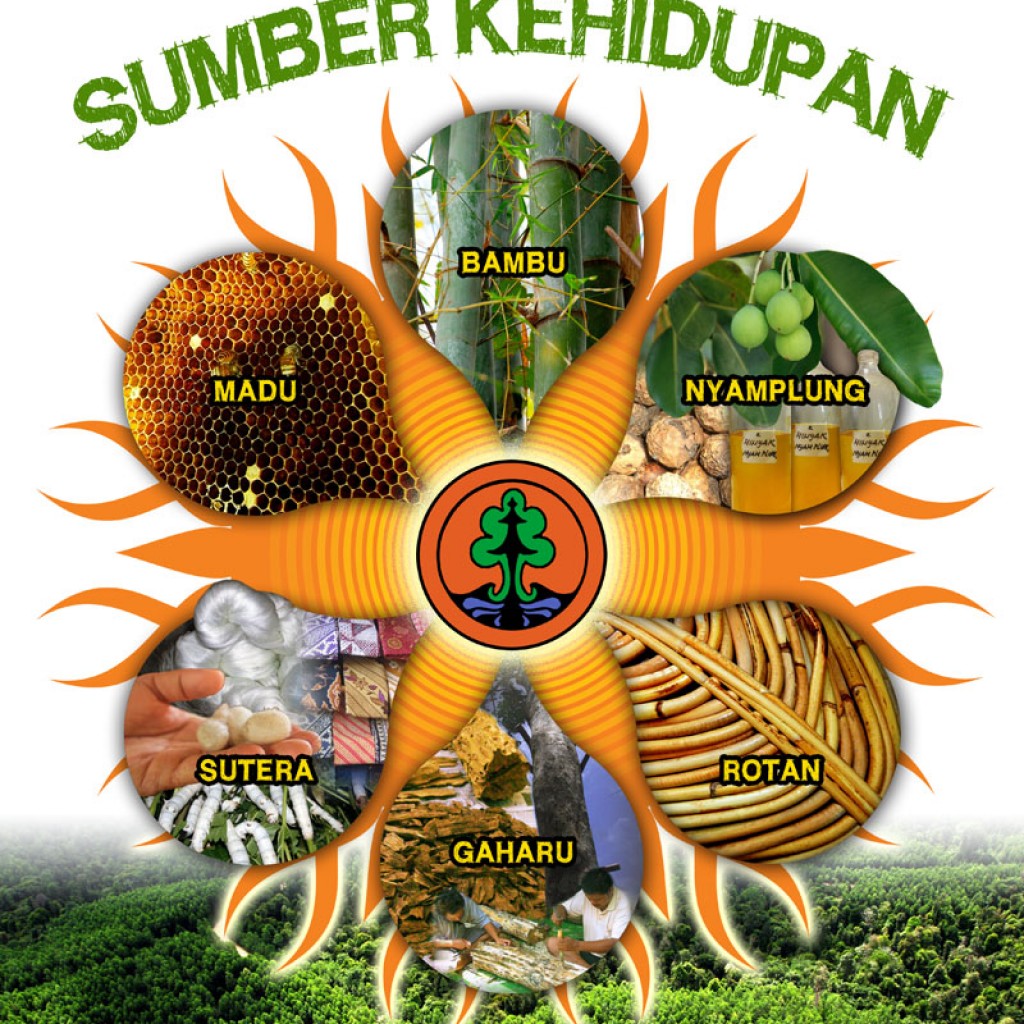 SUMBER KEHIDUPAN
BAMBU
MADU
NYAMPLUNG
SUTERA
ROTAN
GAHARU